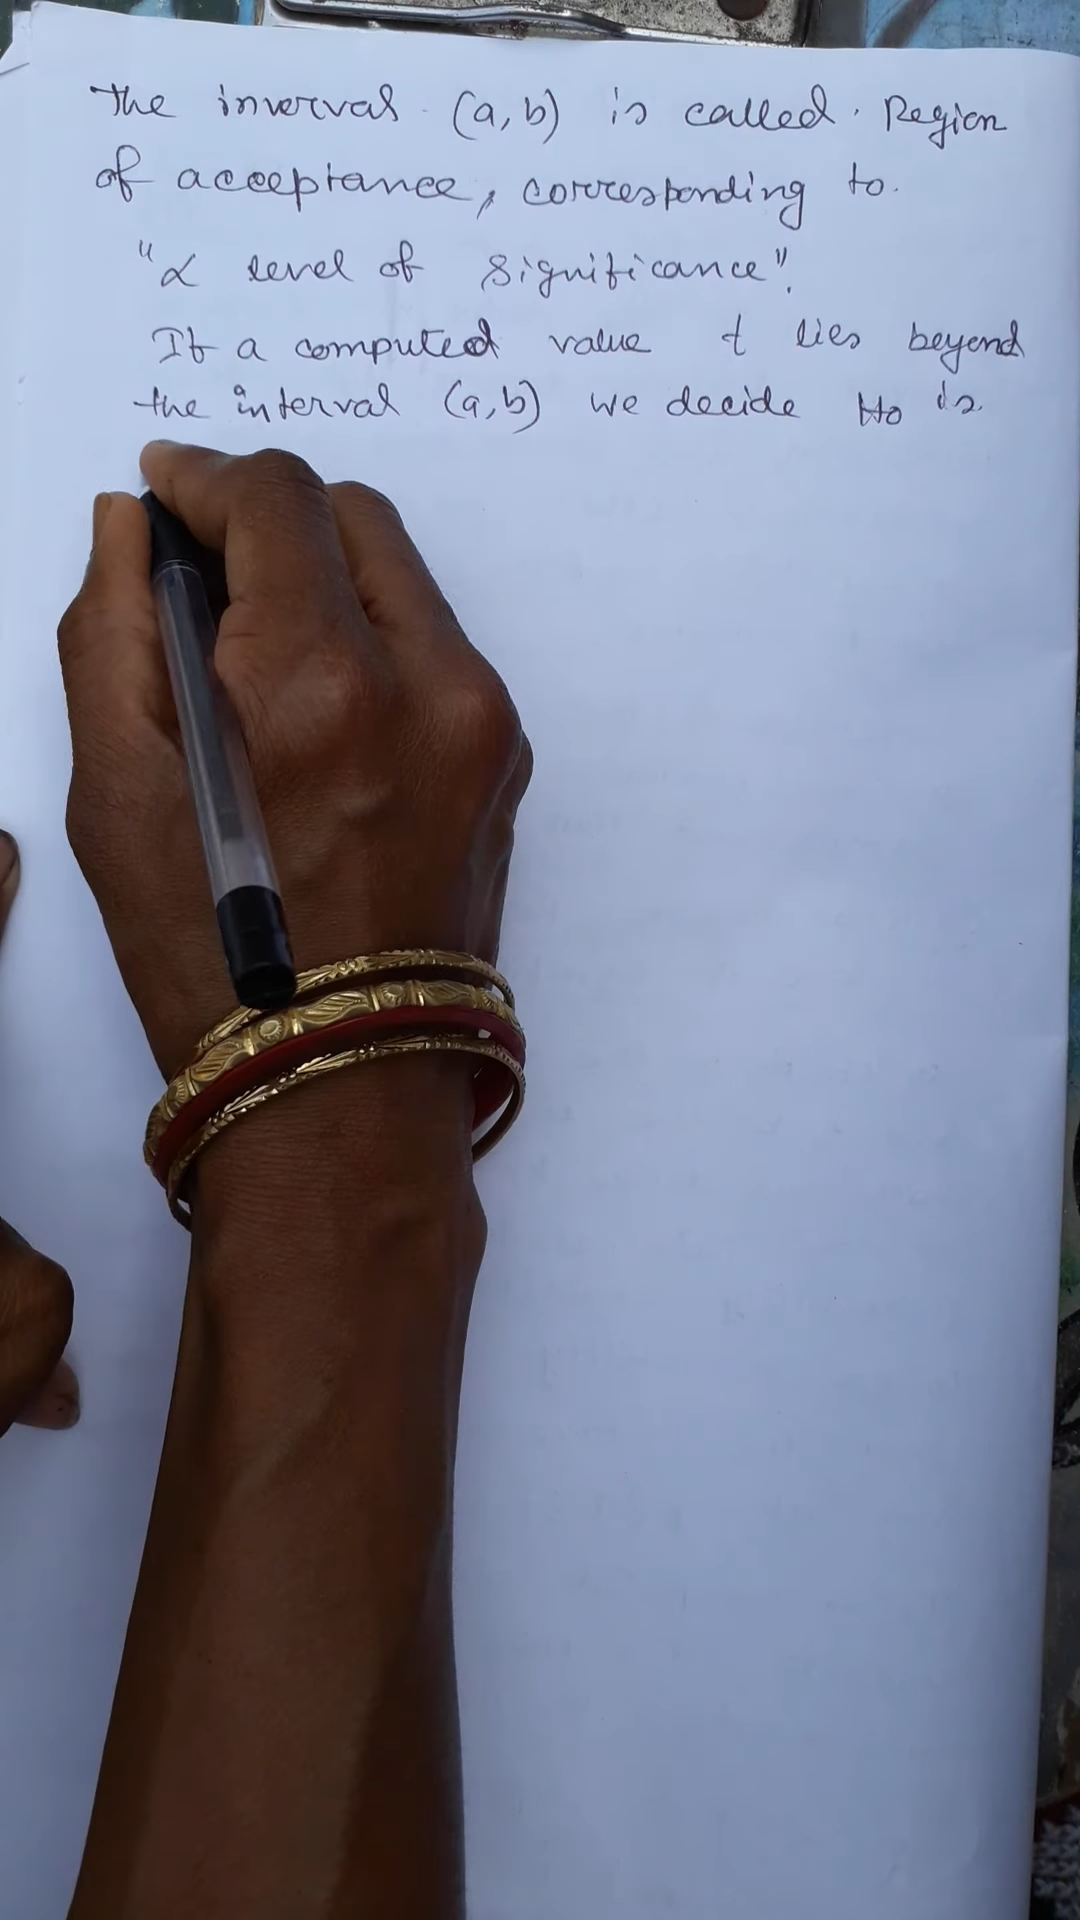 The inverval (a,b) is called. Region
of acceptance, corresponding to.
"α level of significance".
If a computed value t lies beyond
the interval (a,b) we decide Ho is.